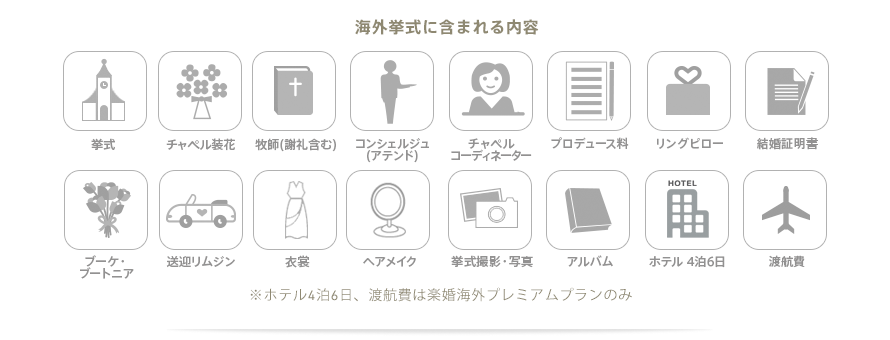 海外挙式に含まれる内容
挙式
チャペル装花
牧師(謝礼含む)
コンシェルジュ
(アテンド)
チャペル
コーディネーター
プロデュース料
リングピロー
結婚証明書
ブーケ・
ブートニア
送迎リムジン
衣裳
ヘアメイク
挙式撮影・写真
アルバム
HOTEL
ホテル 4泊6日
渡航費
※ホテル4泊6日、渡航費は楽婚海外プレミアムプランのみ